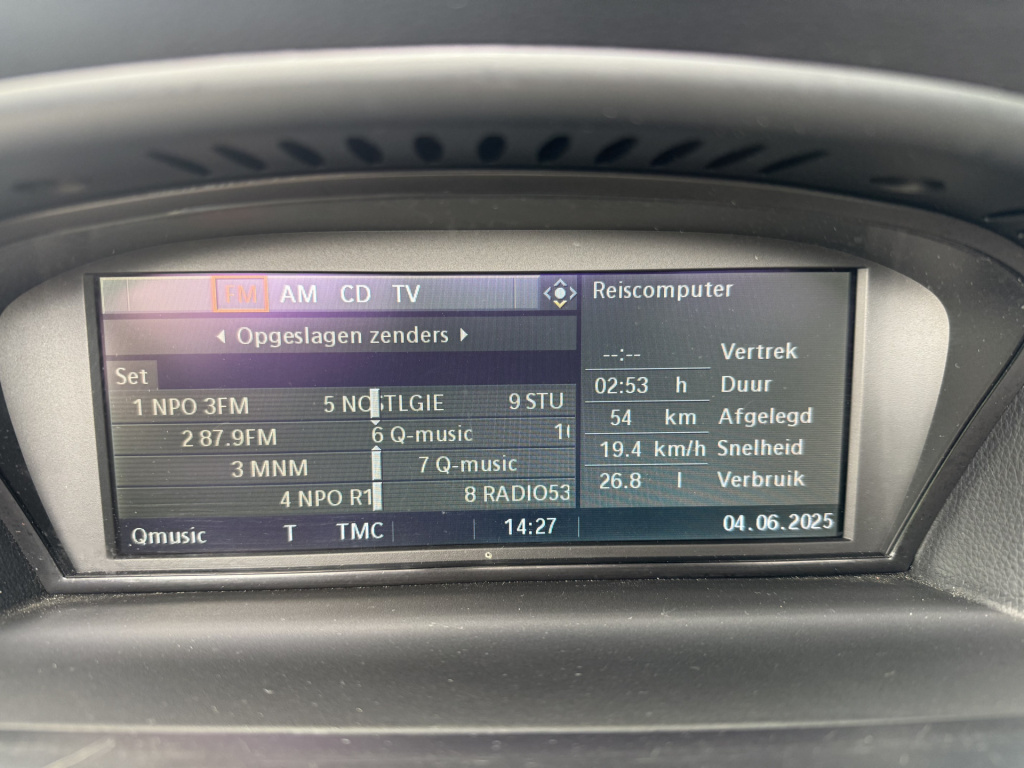 FM AM CD TV
Opgeslagen zenders
Set
1 NPO 3FM 5 NOSTLGIE 9 STU
2 87.9FM 6 Q-music
3 MNM 7 Q-music
4 NPO R1 8 RADIO53
Qmusic T TMC 14:27
Reiscomputer
--:-- Vertrek
02:53 h Duur
54 km Afgelegd
19.4 km/h Snelheid
26.8 l Verbruik
04.06.2025